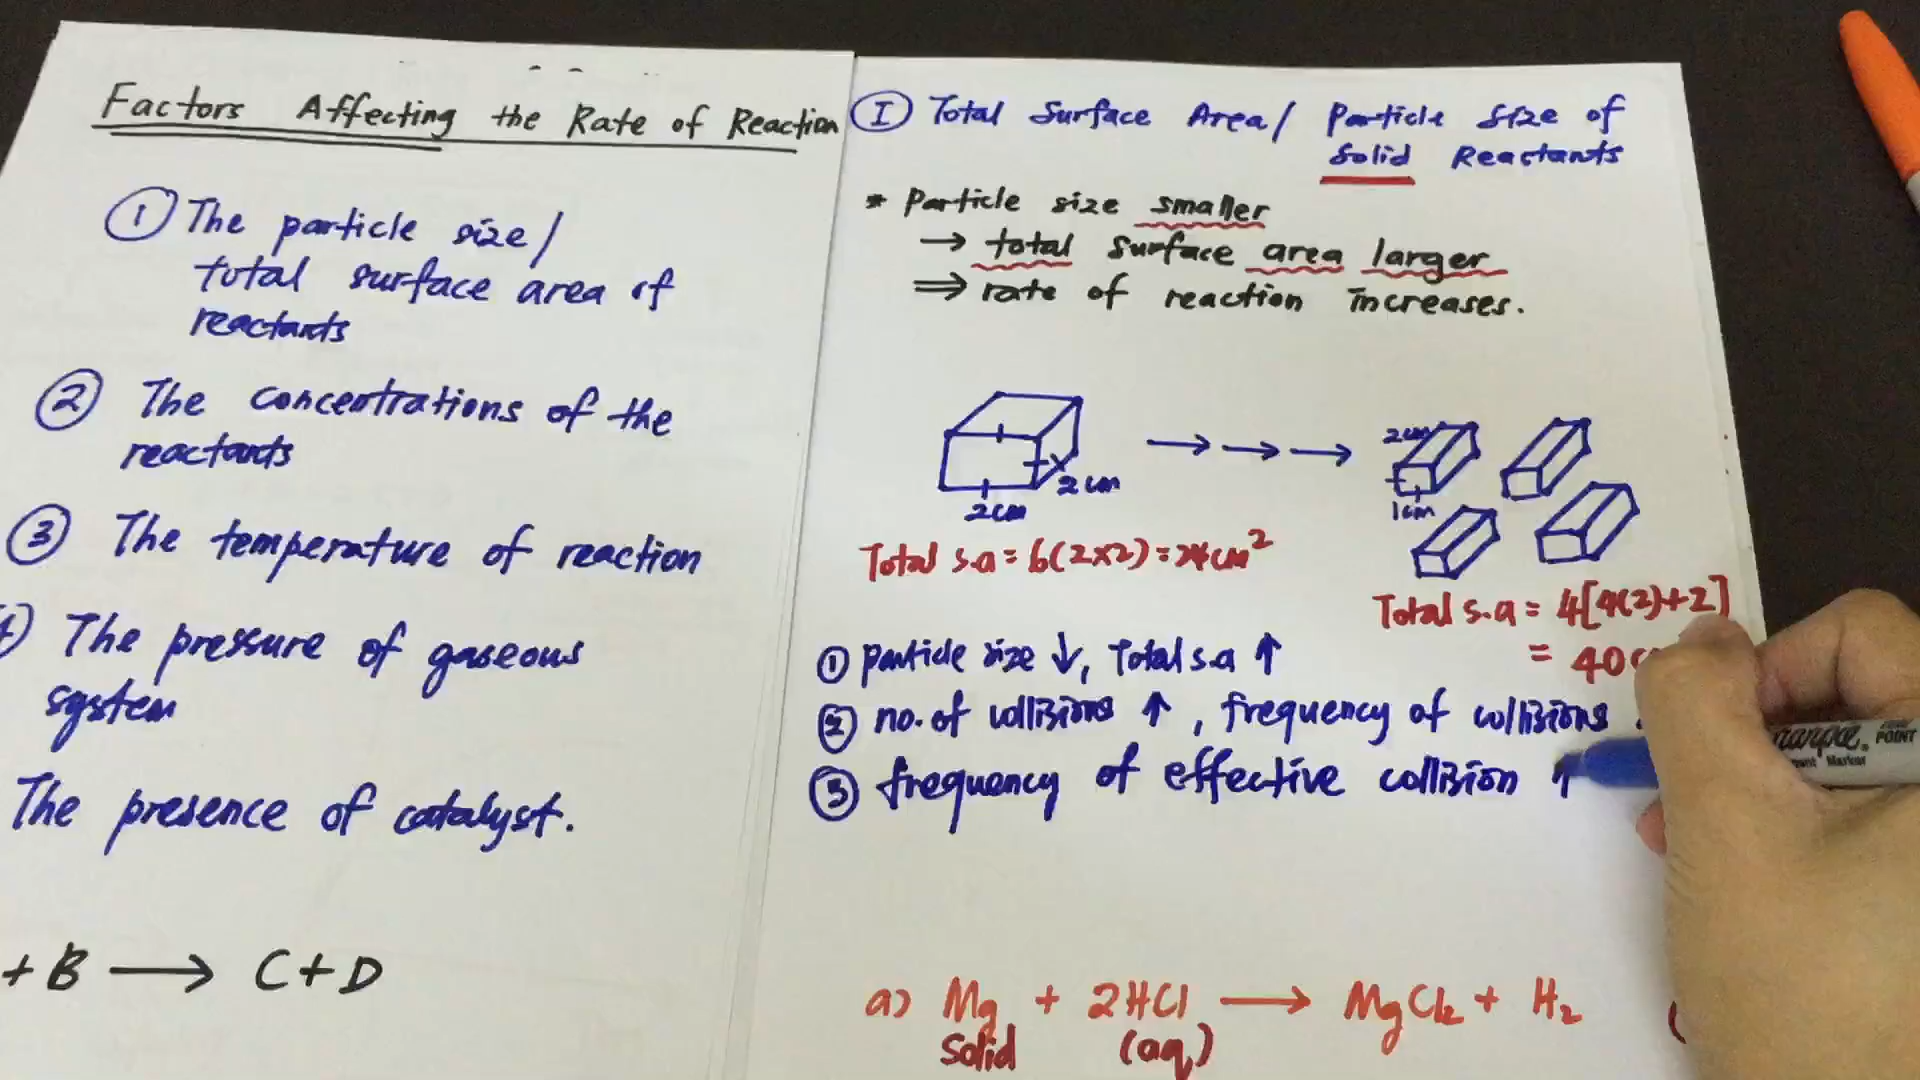 Factors Affecting the Rate of Reaction
① The particle size/
total surface area of
reactants
② The concentrations of the
reactants
③ The temperature of reaction
The pressure of gaseous
system
The presence of catalyst.
+ B → C + D
Ⓘ Total Surface Area/ Particle Size of
Solid Reactants
* Particle size smaller
→ total surface area larger
⇒ rate of reaction increases.
2cm
2cm
Total s.a = 6(2×2) = 24cm²
2cm
1cm
Total s.a = 4[4(2)+2]
= 40
① particle size ↓, Total s.a ↑
② no. of collisions ↑, frequency of collisions
③ frequency of effective collision ↑
a) Mg + 2HCl → MgCl₂ + H₂
Solid (aq)
POINT
Marker